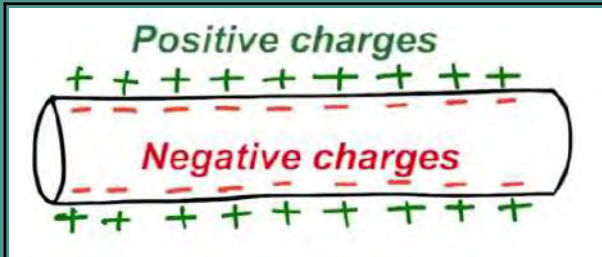 Positive charges
+ + + + + + + + +
- - - - - - - - -
Negative charges
- - - - - - - - -
+ + + + + + + + +